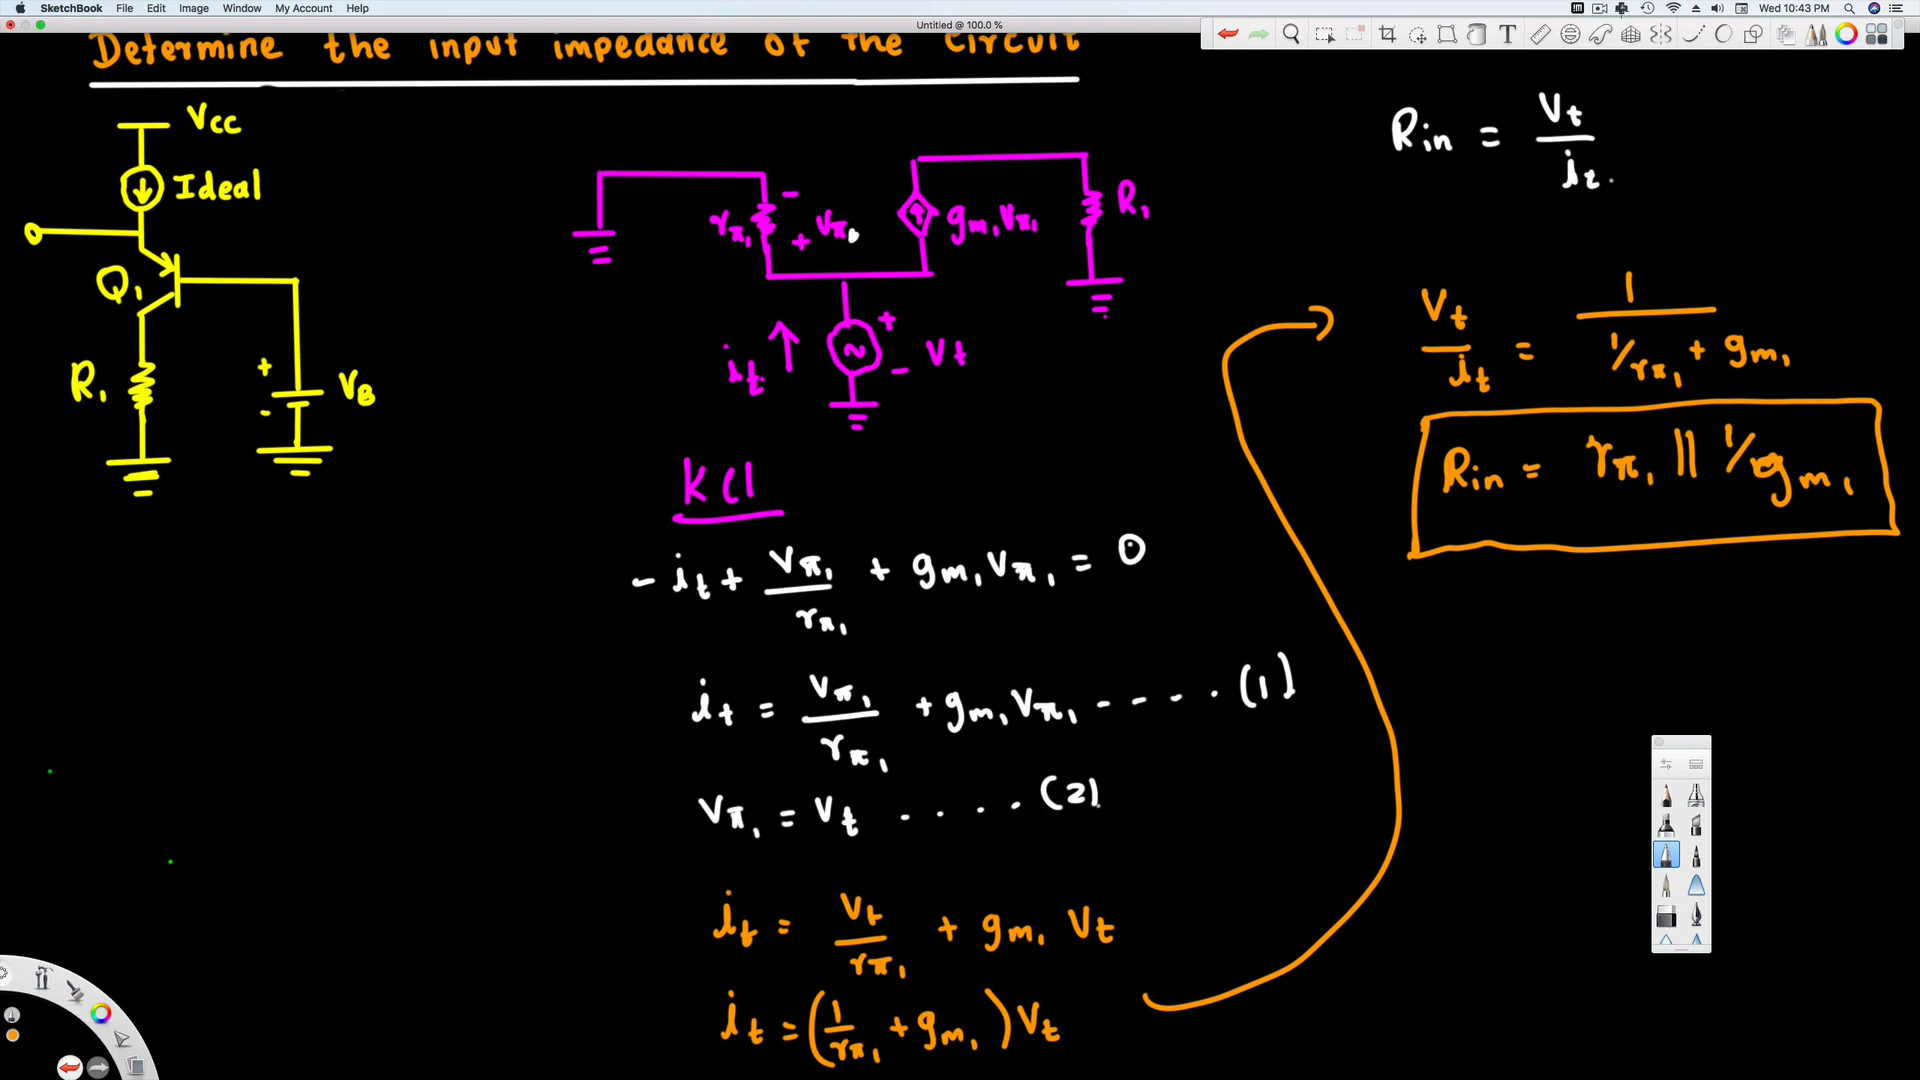 SketchBook File Edit Image Window My Account Help Wed 10:43 PM
Untitled @ 100.0 %
Determine the input impedance of the circuit
Vcc
Ideal
Q1
R1
+
-
VB
rπ1
-
+ Vπ
gm1Vπ1
R1
it ↑
+
- Vt
Rin = Vt / it
KCl
- it + Vπ1 / rπ1 + gm1Vπ1 = 0
it = Vπ1 / rπ1 + gm1Vπ1 - - - - . . (1)
Vπ1 = Vt . . . . (2)
it = Vt / rπ1 + gm1 Vt
it = (1 / rπ1 + gm1) Vt
Vt / it = 1 / (1/rπ1 + gm1)
Rin = rπ1 || 1/gm1